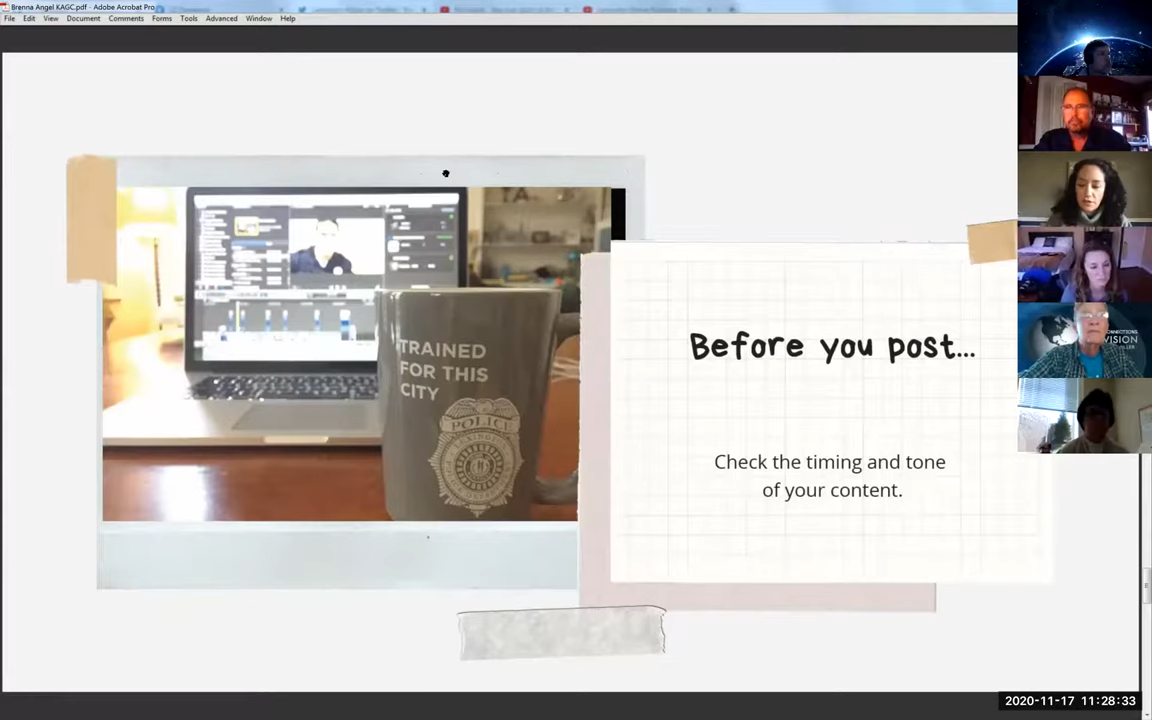 Brenna Angel KAGC.pdf - Adobe Acrobat Pro
File Edit View Document Comments Forms Tools Advanced Window Help
TRAINED
FOR THIS
CITY
POLICE
LEXINGTON
Before you post...
Check the timing and tone
of your content.
CONNECTIONS
VISION
2020-11-17 11:28:33